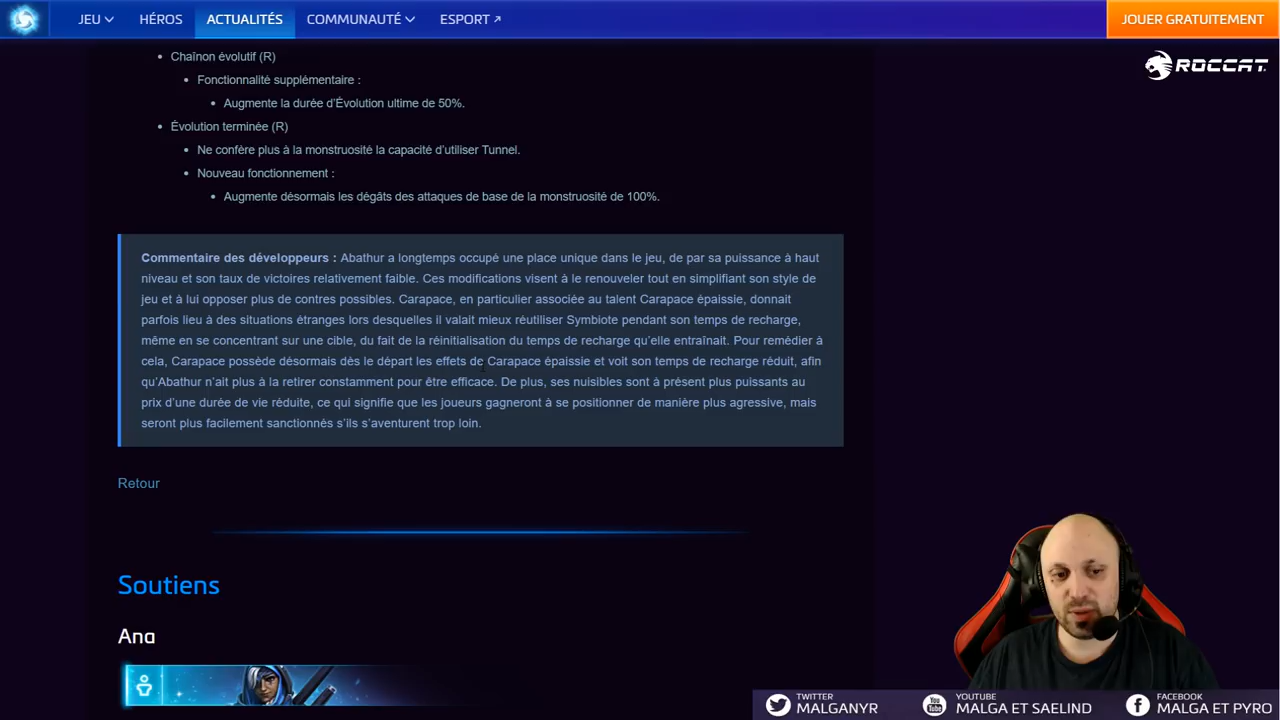 JEU HÉROS ACTUALITÉS COMMUNAUTÉ ESPORT JOUER GRATUITEMENT
ROCCAT
• Chaînon évolutif (R)
• Fonctionnalité supplémentaire :
• Augmente la durée d’Évolution ultime de 50%.
• Évolution terminée (R)
• Ne confère plus à la monstruosité la capacité d’utiliser Tunnel.
• Nouveau fonctionnement :
• Augmente désormais les dégâts des attaques de base de la monstruosité de 100%.
Commentaire des développeurs : Abathur a longtemps occupé une place unique dans le jeu, de par sa puissance à haut
niveau et son taux de victoires relativement faible. Ces modifications visent à le renouveler tout en simplifiant son style de
jeu et à lui opposer plus de contres possibles. Carapace, en particulier associée au talent Carapace épaissie, donnait
parfois lieu à des situations étranges lors desquelles il valait mieux réutiliser Symbiote pendant son temps de recharge,
même en se concentrant sur une cible, du fait de la réinitialisation du temps de recharge qu’elle entraînait. Pour remédier à
cela, Carapace possède désormais dès le départ les effets de Carapace épaissie et voit son temps de recharge réduit, afin
qu’Abathur n’ait plus à la retirer constamment pour être efficace. De plus, ses nuisibles sont à présent plus puissants au
prix d’une durée de vie réduite, ce qui signifie que les joueurs gagneront à se positionner de manière plus agressive, mais
seront plus facilement sanctionnés s’ils s’aventurent trop loin.
Retour
Soutiens
Ana
TWITTER
MALGANYR
YOUTUBE
MALGA ET SAELIND
FACEBOOK
MALGA ET PYRO